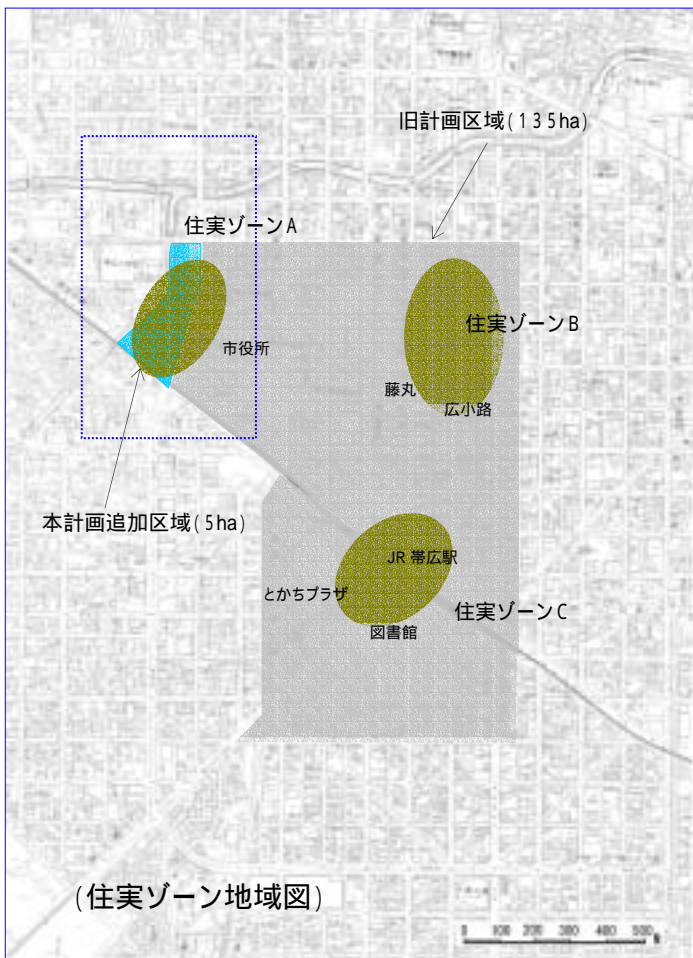 旧計画区域(135ha)
住実ゾーンA
住実ゾーンB
市役所
藤丸
広小路
本計画追加区域(5ha)
JR 帯広駅
とかちプラザ
住実ゾーンC
図書館
(住実ゾーン地域図)
0 100 200 300 400 500